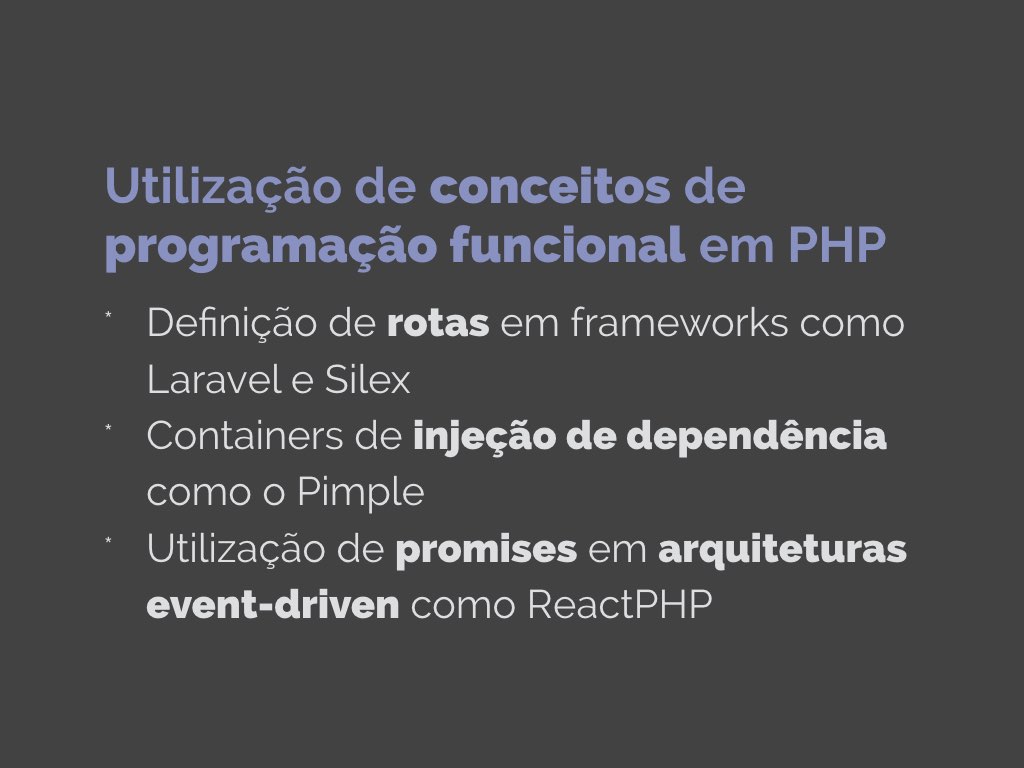 Utilização de conceitos de
programação funcional em PHP
* Definição de rotas em frameworks como
Laravel e Silex
* Containers de injeção de dependência
como o Pimple
* Utilização de promises em arquiteturas
event-driven como ReactPHP